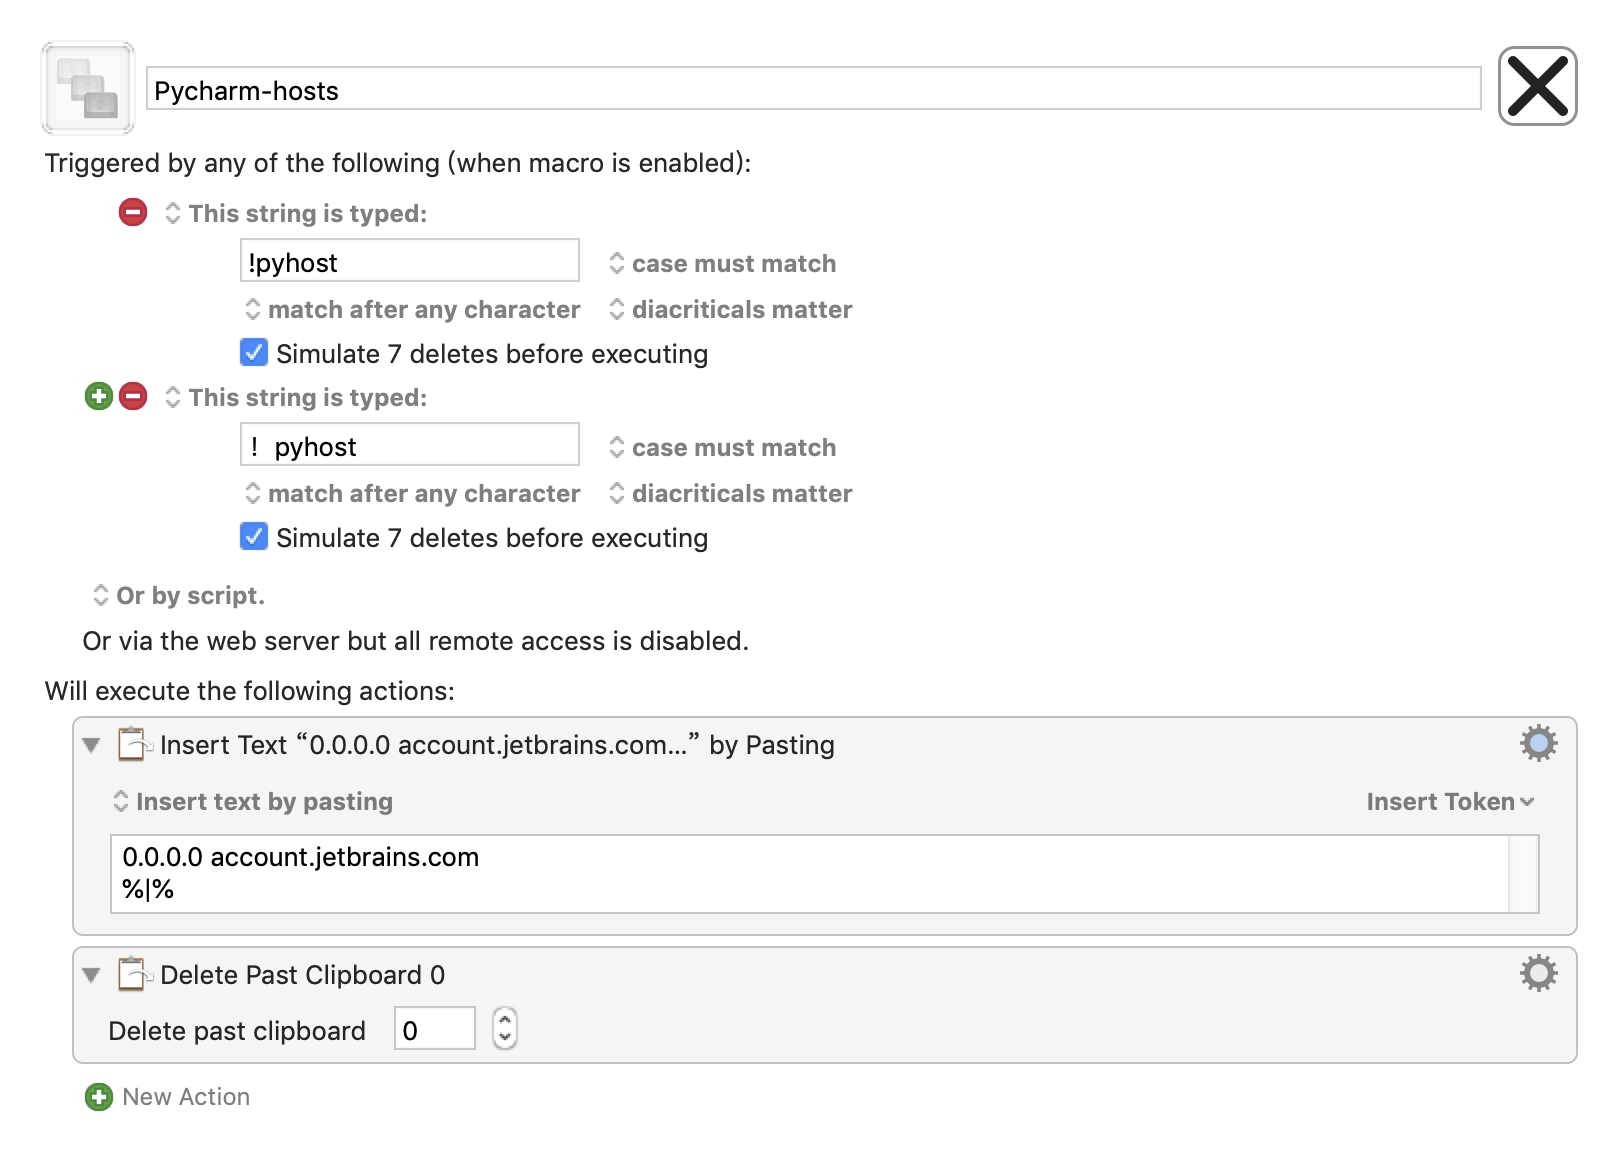 Pycharm-hosts
Triggered by any of the following (when macro is enabled):
This string is typed:
!pyhost
case must match
match after any character
diacriticals matter
Simulate 7 deletes before executing
This string is typed:
! pyhost
case must match
match after any character
diacriticals matter
Simulate 7 deletes before executing
Or by script.
Or via the web server but all remote access is disabled.
Will execute the following actions:
Insert Text “0.0.0.0 account.jetbrains.com...” by Pasting
Insert text by pasting
Insert Token
0.0.0.0 account.jetbrains.com
%|%
Delete Past Clipboard 0
Delete past clipboard 0
New Action